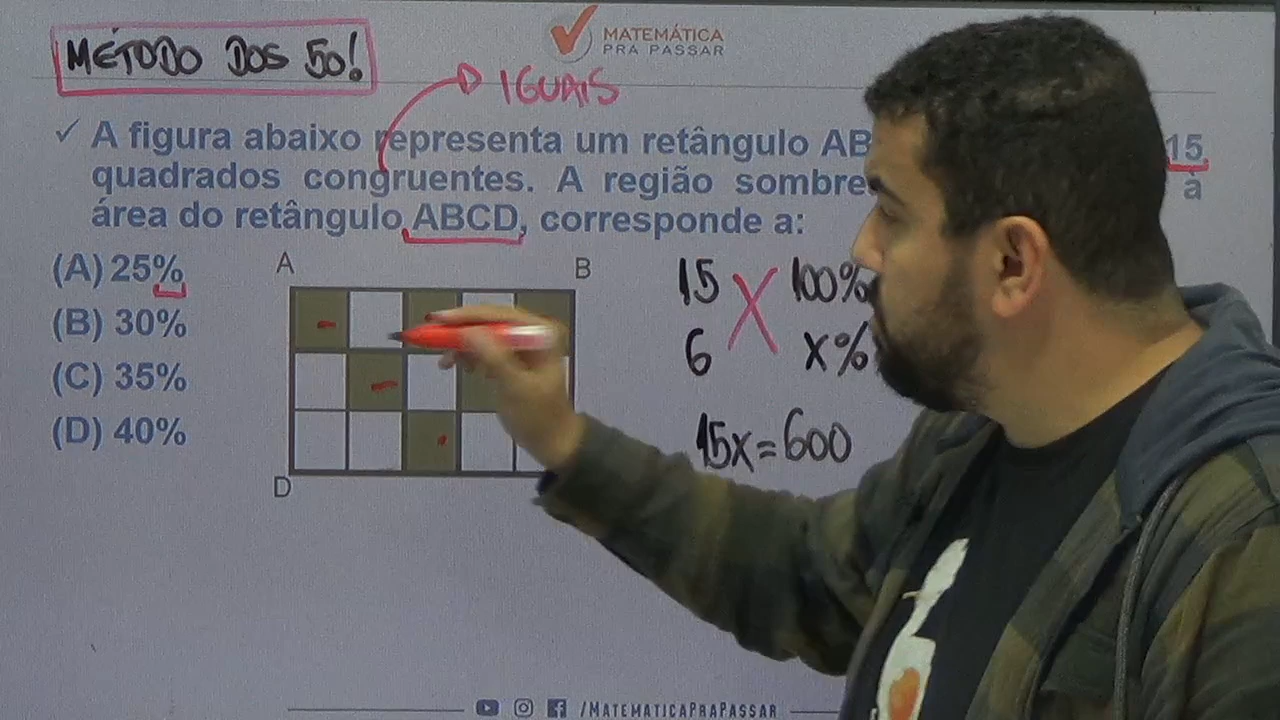 MÉTODO DOS 50!
MATEMÁTICA
PRA PASSAR
IGUAIS
✓ A figura abaixo representa um retângulo AB 15
quadrados congruentes. A região sombre à
área do retângulo ABCD, corresponde a:
(A) 25%
(B) 30%
(C) 35%
(D) 40%
A B
D
15 100%
6 X%
15X=600
/MATEMATICAPRAPASSAR